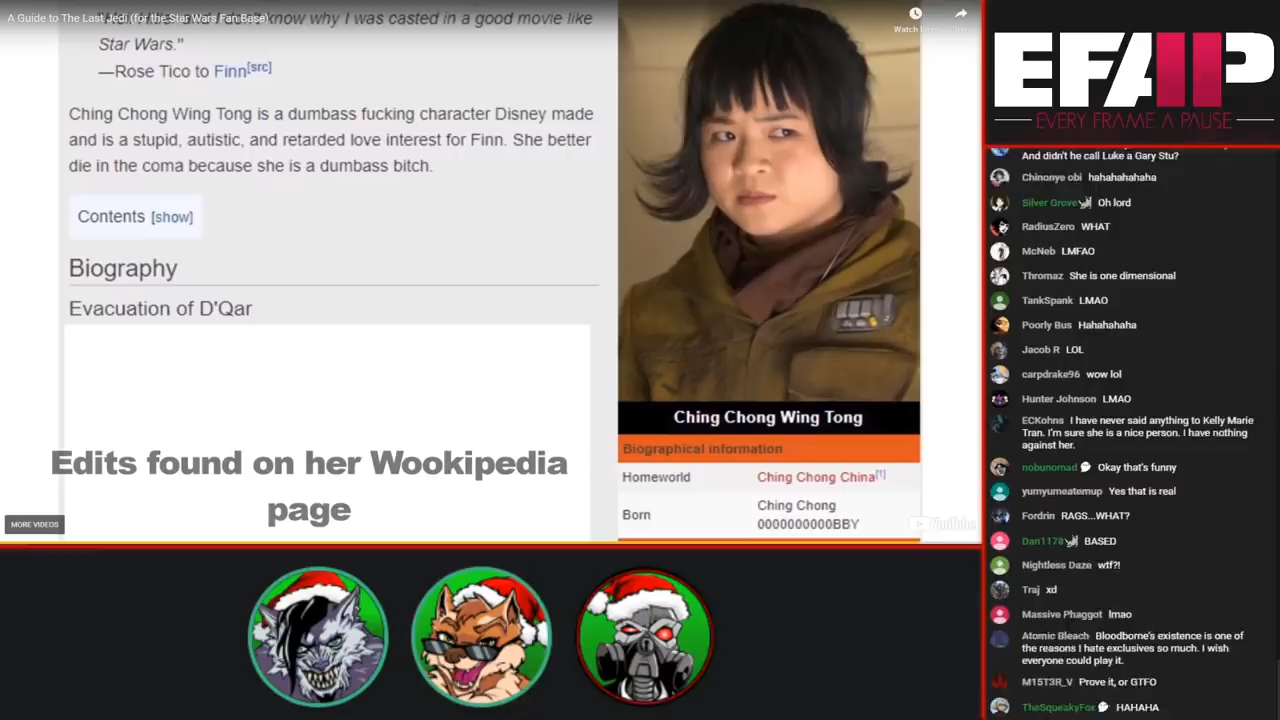 A Guide to The Last Jedi (for the Star Wars Fan Base)
know why I was casted in a good movie like
Star Wars."
—Rose Tico to Finn[src]
Ching Chong Wing Tong is a dumbass fucking character Disney made
and is a stupid, autistic, and retarded love interest for Finn. She better
die in the coma because she is a dumbass bitch.
Contents [show]
Biography
Evacuation of D'Qar
Edits found on her Wookipedia
page
MORE VIDEOS
Watch
Ching Chong Wing Tong
Biographical information
Homeworld
Ching Chong China[1]
Born
Ching Chong
0000000000BBY
YouTube
EFAP
EVERY FRAME A PAUSE
And didn't he call Luke a Gary Stu?
Chinonye obi hahahahahaha
Silver Grove Oh lord
RadiusZero WHAT
McNeb LMFAO
Thromaz She is one dimensional
TankSpank LMAO
Poorly Bus Hahahahaha
Jacob R LOL
carpdrake96 wow lol
Hunter Johnson LMAO
ECKohns I have never said anything to Kelly Marie
Tran. I'm sure she is a nice person. I have nothing
against her.
nobunomad Okay that's funny
yumyumeatemup Yes that is real
Fordrin RAGS...WHAT?
Dan1178 BASED
Nightless Daze wtf?!
Traj xd
Massive Phaggot lmao
Atomic Bleach Bloodborne's existence is one of
the reasons I hate exclusives so much. I wish
everyone could play it.
M15T3R_V Prove it, or GTFO
TheSqueakyFox HAHAHA